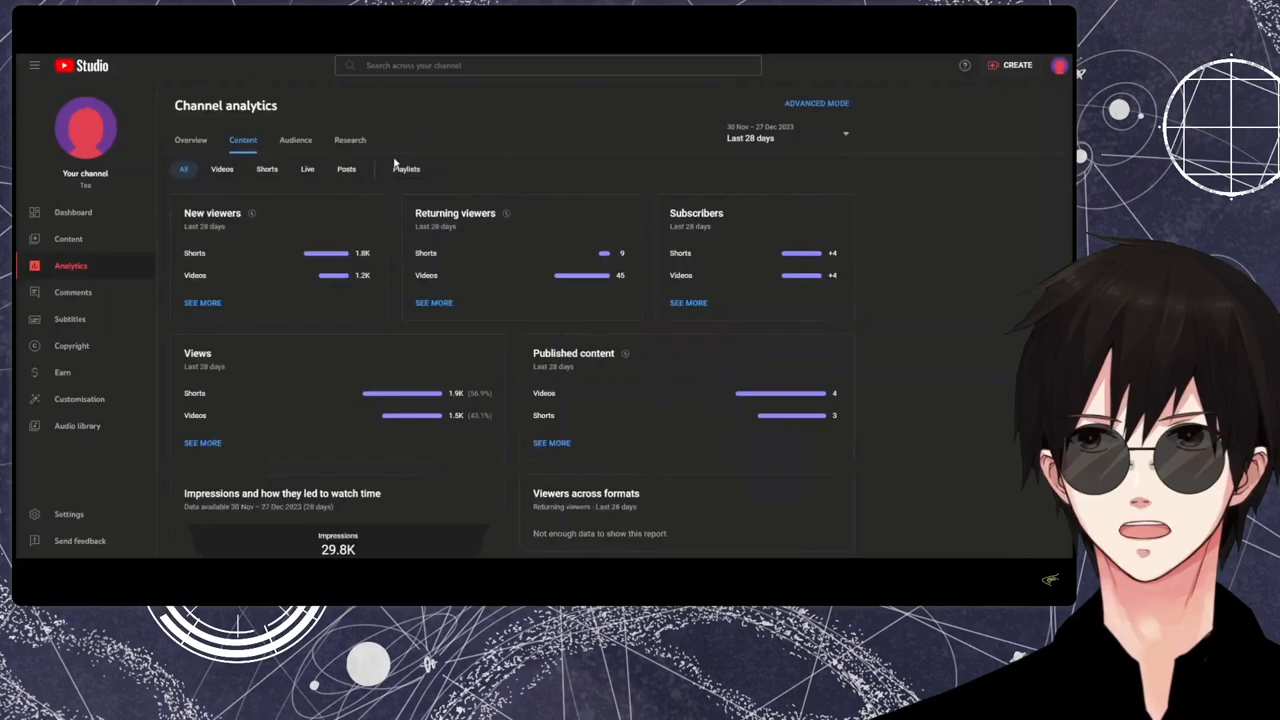 Studio
Search across your channel
CREATE
Channel analytics
ADVANCED MODE
30 Nov – 27 Dec 2023
Last 28 days
Overview
Content
Audience
Research
All
Videos
Shorts
Live
Posts
Playlists
Your channel
Tee
Dashboard
Content
Analytics
Comments
Subtitles
Copyright
Earn
Customisation
Audio library
Settings
Send feedback
New viewers
Last 28 days
Shorts 1.8K
Videos 1.2K
SEE MORE
Returning viewers
Last 28 days
Shorts 9
Videos 45
SEE MORE
Subscribers
Last 28 days
Shorts +4
Videos +4
SEE MORE
Views
Last 28 days
Shorts 1.9K (56.9%)
Videos 1.5K (43.1%)
SEE MORE
Published content
Last 28 days
Videos 4
Shorts 3
SEE MORE
Impressions and how they led to watch time
Data available 30 Nov – 27 Dec 2023 (28 days)
Impressions
29.8K
Viewers across formats
Returning viewers · Last 28 days
Not enough data to show this report.